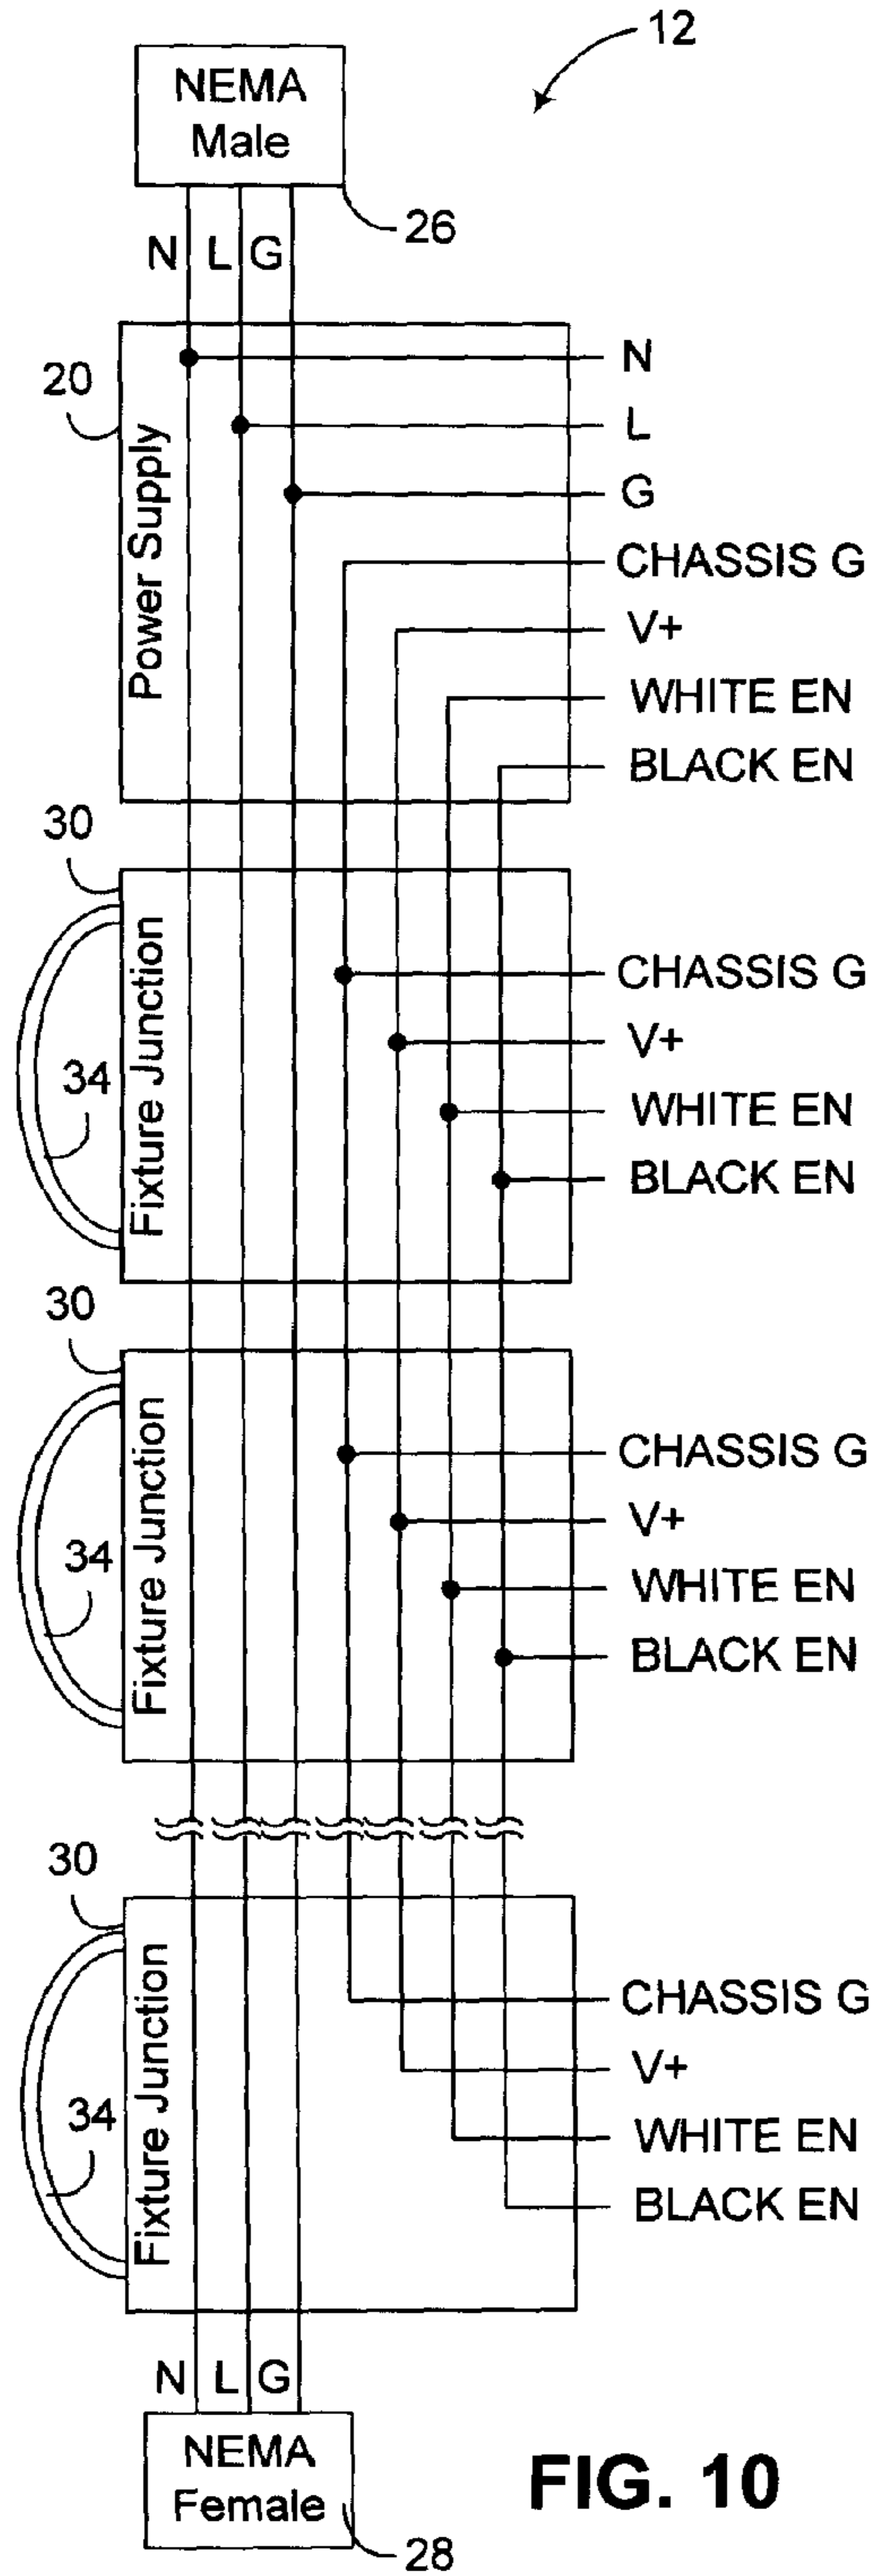 12
NEMA
Male
26
N L G
20
Power Supply
N
L
G
CHASSIS G
V+
WHITE EN
BLACK EN
30
Fixture Junction
34
CHASSIS G
V+
WHITE EN
BLACK EN
30
Fixture Junction
34
CHASSIS G
V+
WHITE EN
BLACK EN
30
Fixture Junction
34
CHASSIS G
V+
WHITE EN
BLACK EN
N L G
NEMA
Female
28
FIG. 10